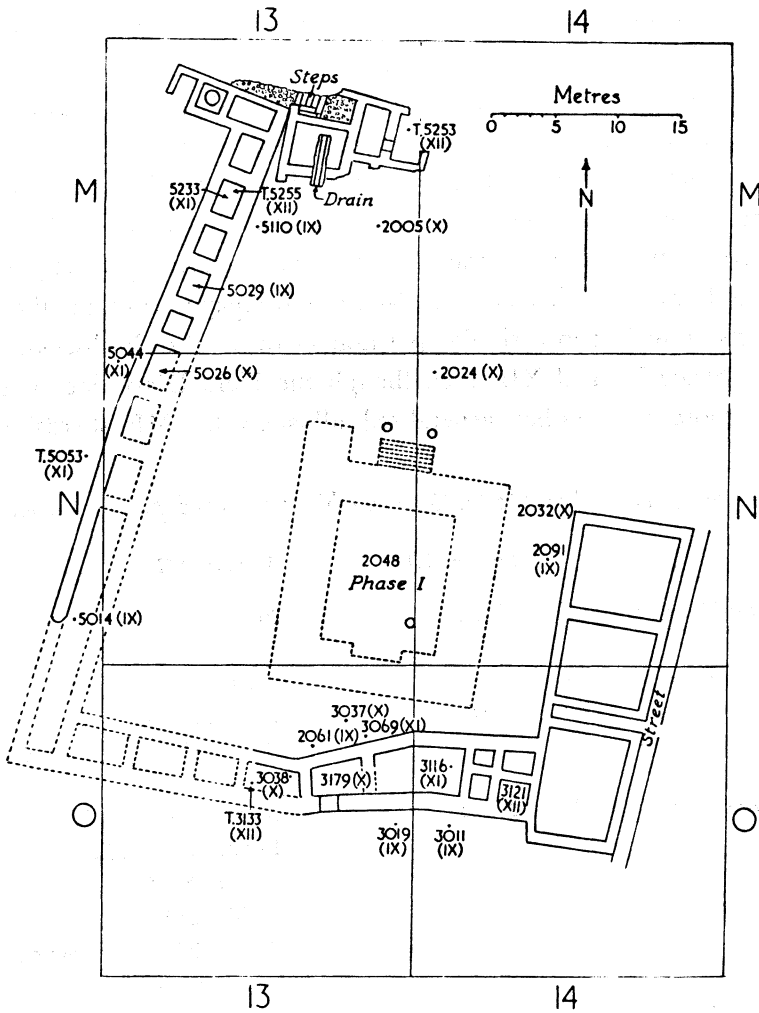 13
14
Steps
Metres
0 5 10 15
T.5253
(XII)
M
M
N
5233
(XI)
T.5255
(XII)
Drain
5110 (IX)
2005 (X)
5029 (IX)
5044
(XI)
5026 (X)
2024 (X)
T.5053
(XI)
N
N
2032(X)
2091
(IX)
2048
Phase I
5014 (IX)
3037(X)
3069(XI)
2061 (IX)
Street
3038
(X)
3179(X)
3116
(XI)
3121
(XII)
T.3133
(XII)
3019
(IX)
3011
(IX)
O
O
13
14